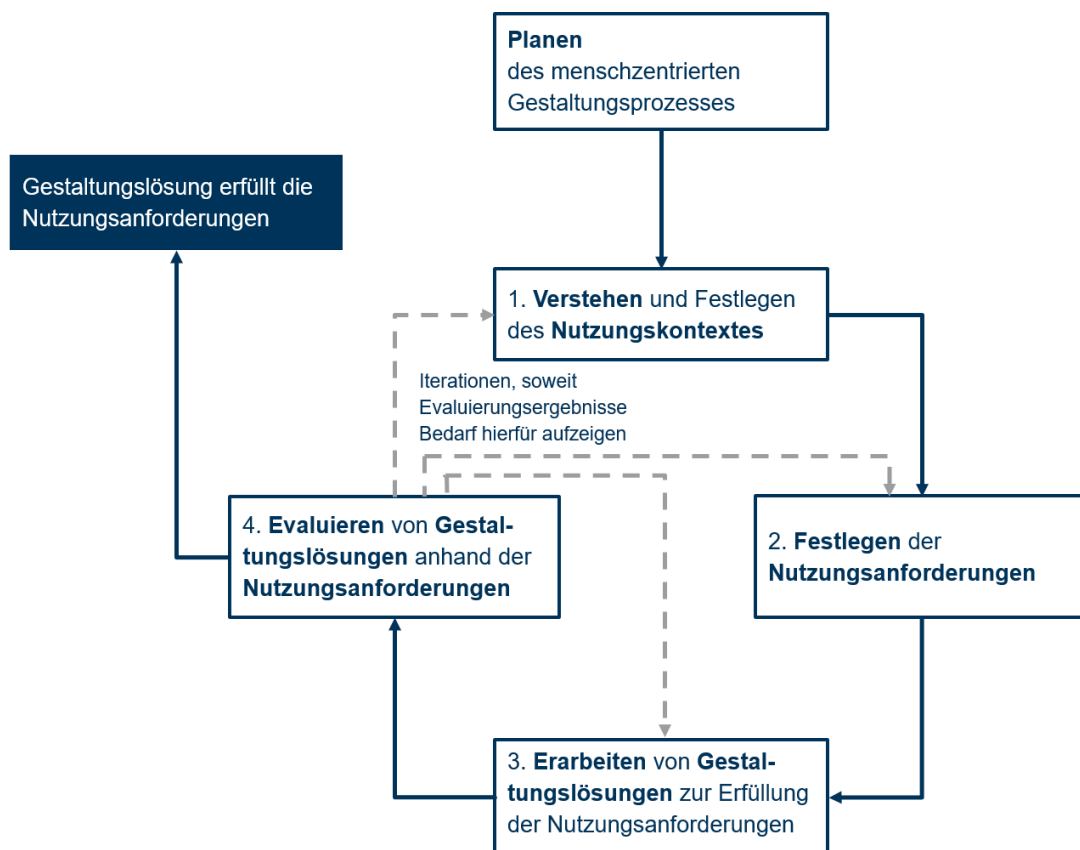 Planen
des menschzentrierten
Gestaltungsprozesses
Gestaltungslösung erfüllt die
Nutzungsanforderungen
1. Verstehen und Festlegen
des Nutzungskontextes
Iterationen, soweit
Evaluierungsergebnisse
Bedarf hierfür aufzeigen
4. Evaluieren von Gestal-
tungslösungen anhand der
Nutzungsanforderungen
2. Festlegen der
Nutzungsanforderungen
3. Erarbeiten von Gestal-
tungslösungen zur Erfüllung
der Nutzungsanforderungen